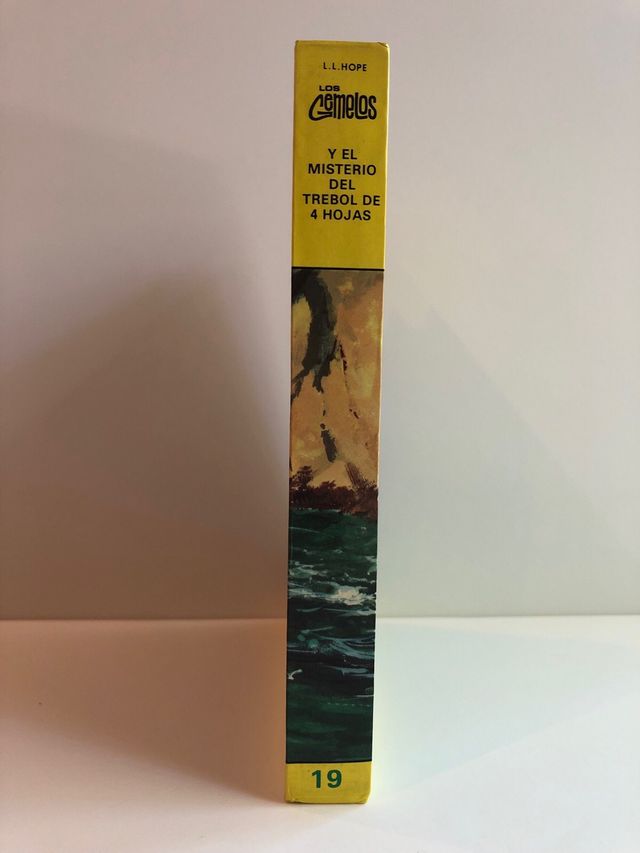 L.L.HOPE
LOS
Gemelos
Y EL
MISTERIO
DEL
TREBOL DE
4 HOJAS
19